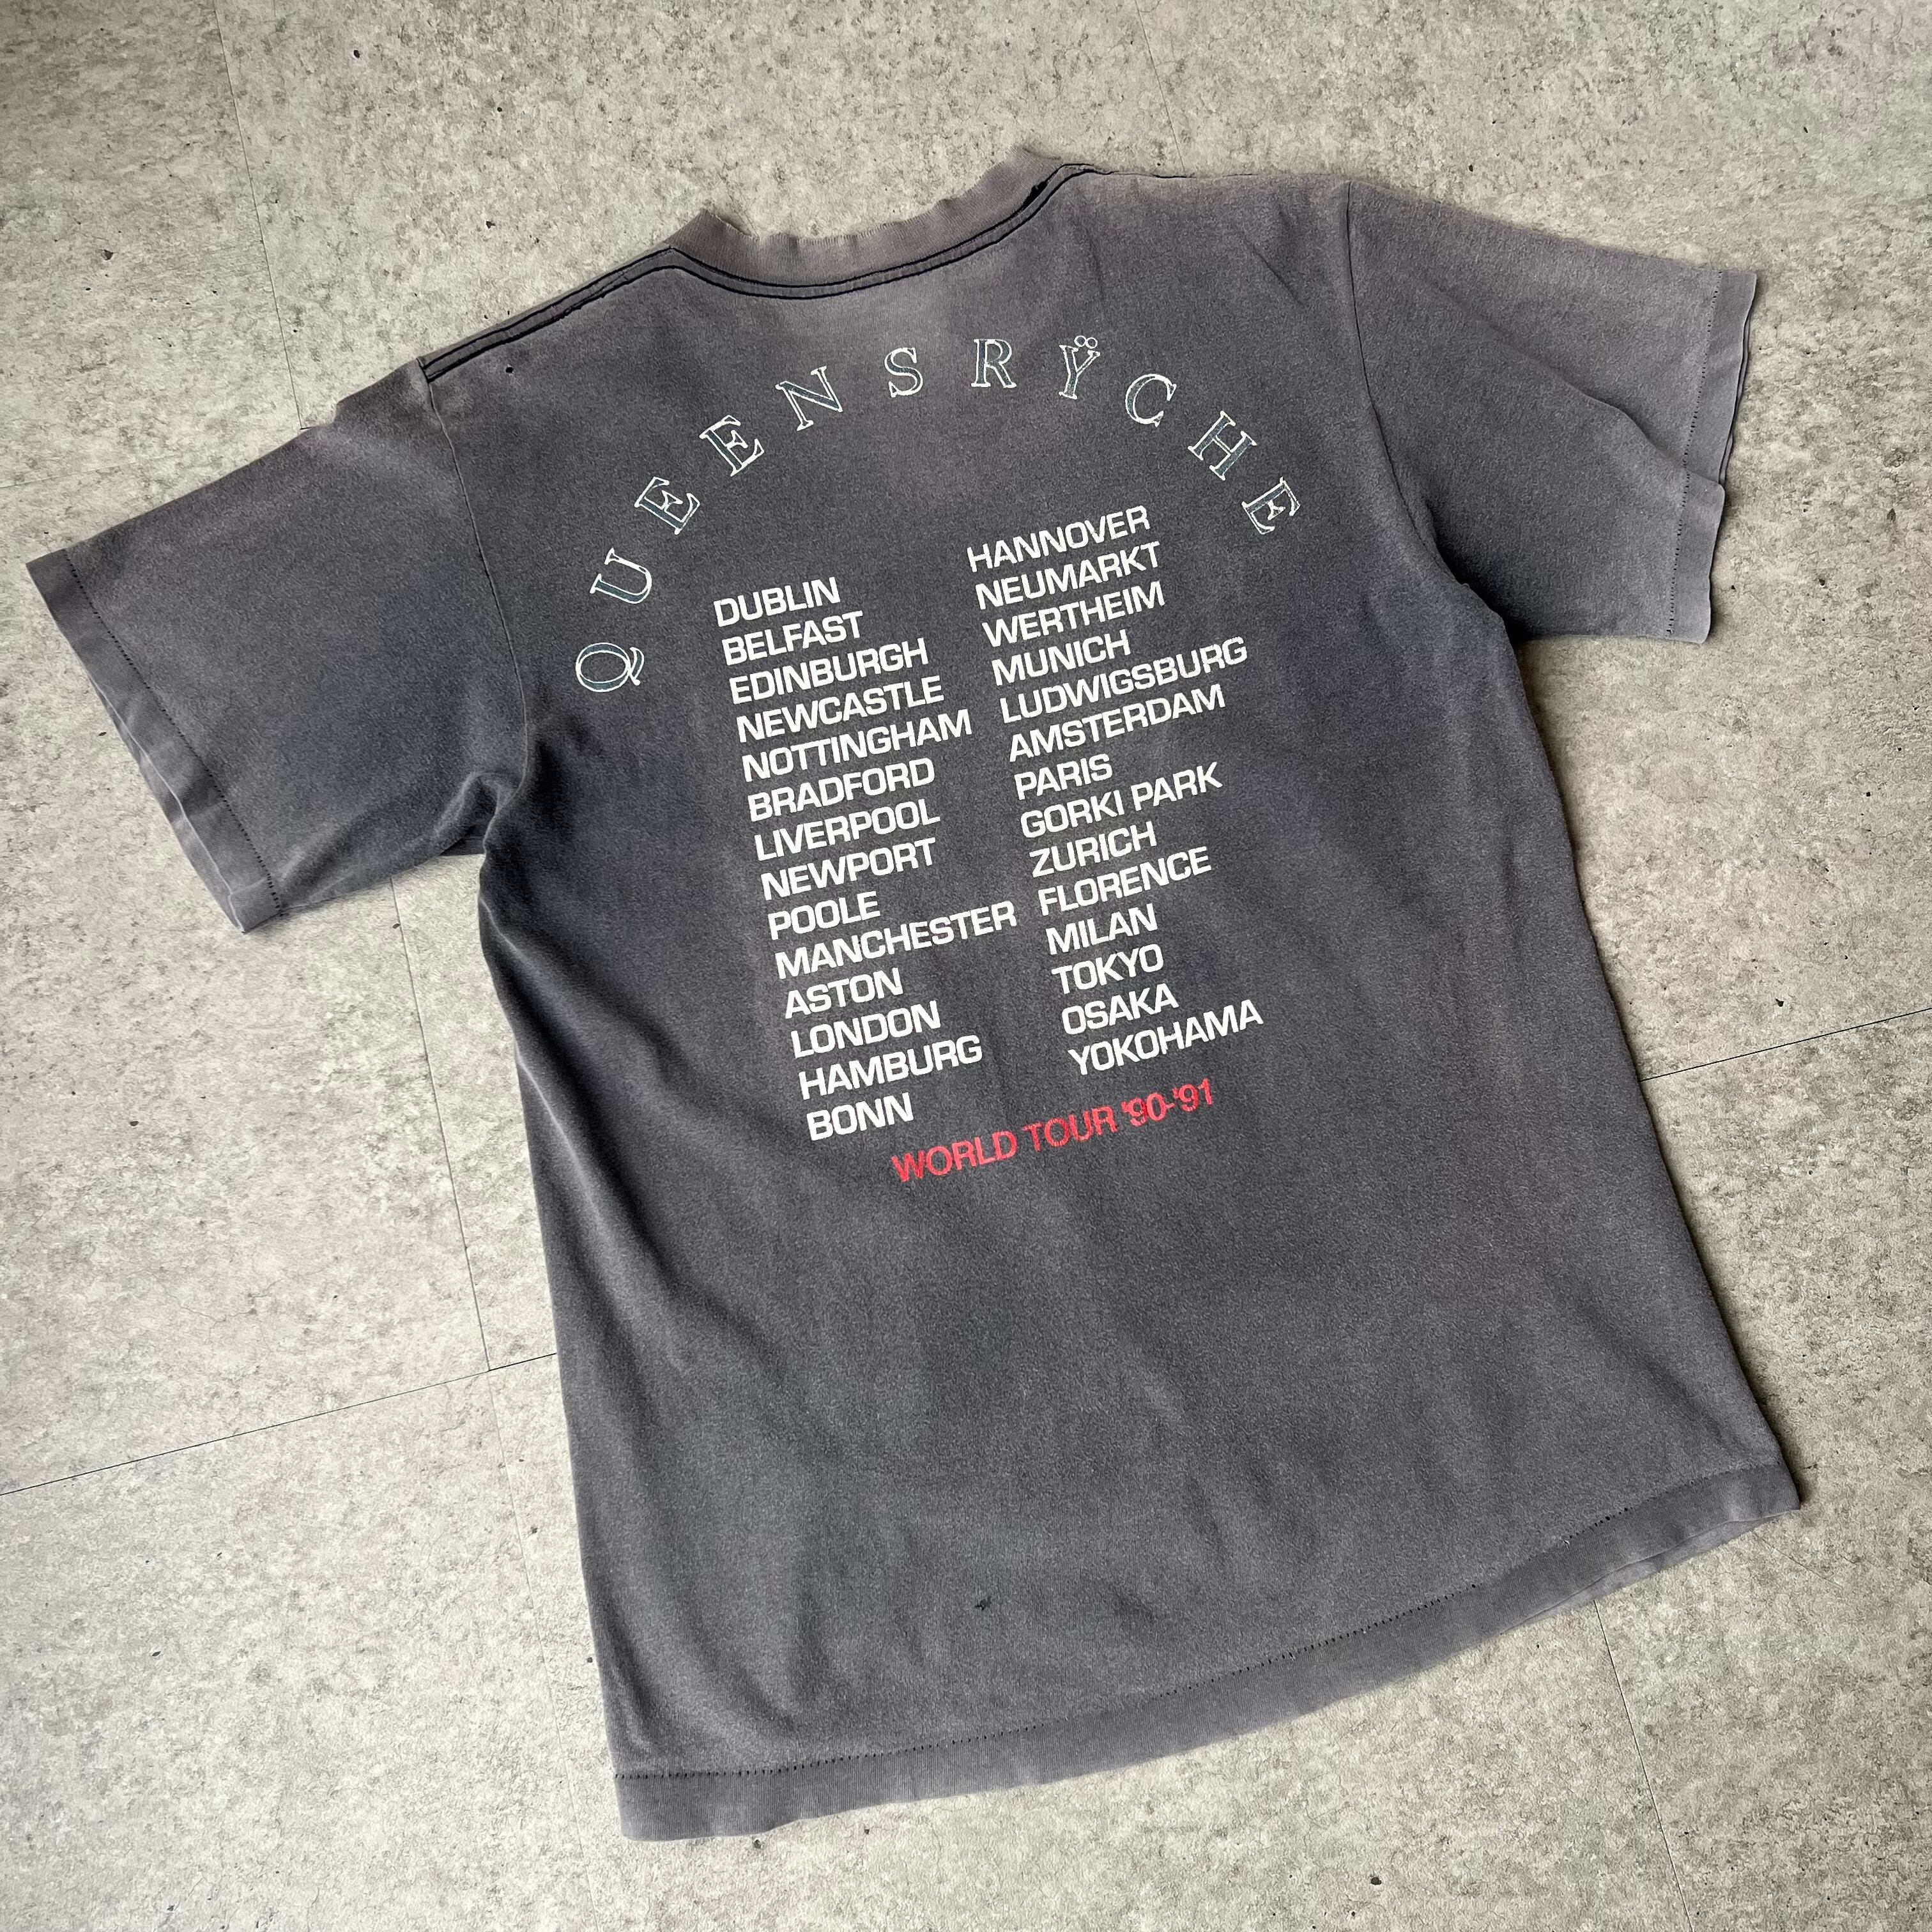 QUEENSRŸCHE
DUBLIN
BELFAST
EDINBURGH
NEWCASTLE
NOTTINGHAM
BRADFORD
LIVERPOOL
NEWPORT
POOLE
MANCHESTER
ASTON
LONDON
HAMBURG
BONN
HANNOVER
NEUMARKT
WERTHEIM
MUNICH
LUDWIGSBURG
AMSTERDAM
PARIS
GORKI PARK
ZURICH
FLORENCE
MILAN
TOKYO
OSAKA
YOKOHAMA
WORLD TOUR '90-'91